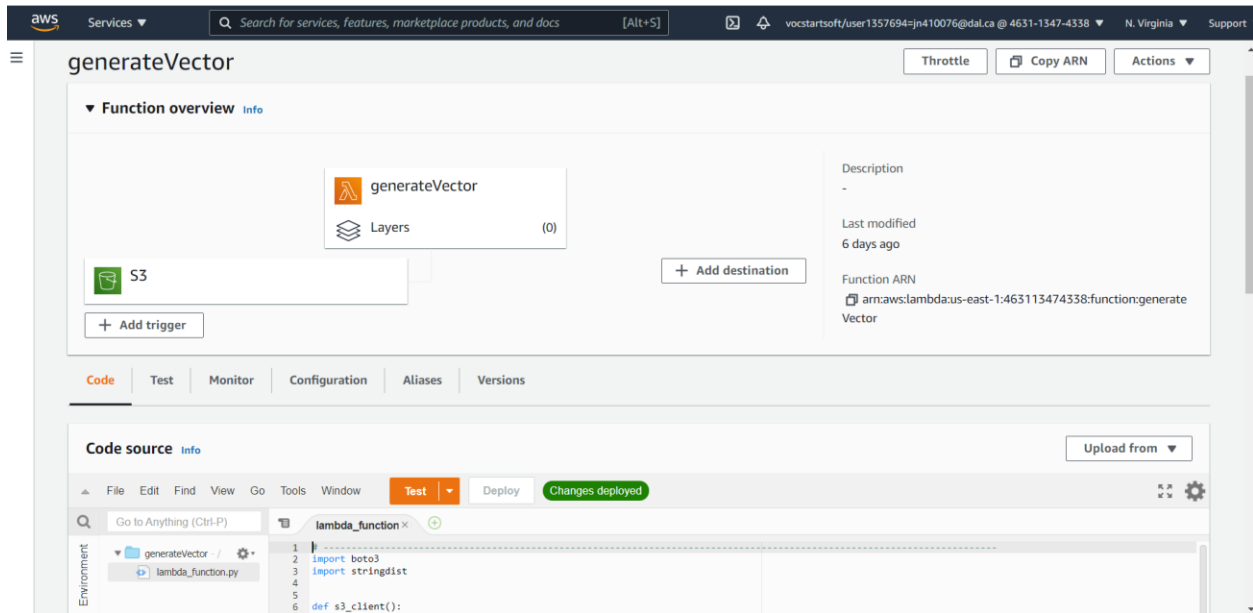 aws Services ▼ Search for services, features, marketplace products, and docs [Alt+S] vocstartsoft/user1357694=jn410076@dal.ca @ 4631-1347-4338 ▼ N. Virginia ▼ Support
generateVector Throttle Copy ARN Actions ▼
▼ Function overview Info
generateVector
Layers (0)
S3
+ Add trigger
+ Add destination
Description
-
Last modified
6 days ago
Function ARN
arn:aws:lambda:us-east-1:463113474338:function:generate
Vector
Code Test Monitor Configuration Aliases Versions
Code source Info Upload from ▼
File Edit Find View Go Tools Window Test Deploy Changes deployed
Go to Anything (Ctrl-P) lambda_function ×
Environment
generateVector - /
lambda_function.py
1 # -----------------------------------------------------------------------------------------------
2 import boto3
3 import stringdist
4
5
6 def s3_client():